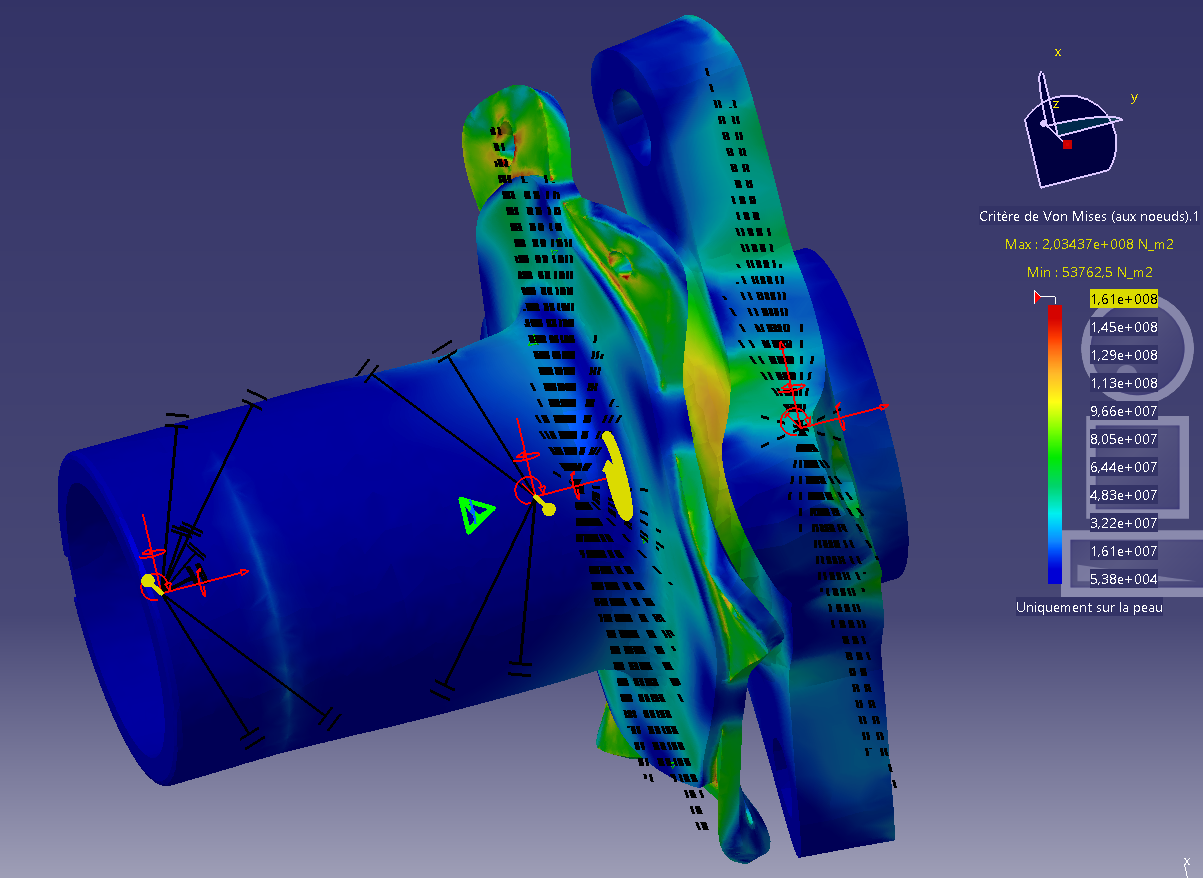 x
y
z
Critère de Von Mises (aux noeuds).1
Max : 2,03437e+008 N_m2
Min : 53762,5 N_m2
1,61e+008
1,45e+008
1,29e+008
1,13e+008
9,66e+007
8,05e+007
6,44e+007
4,83e+007
3,22e+007
1,61e+007
5,38e+004
Uniquement sur la peau
x